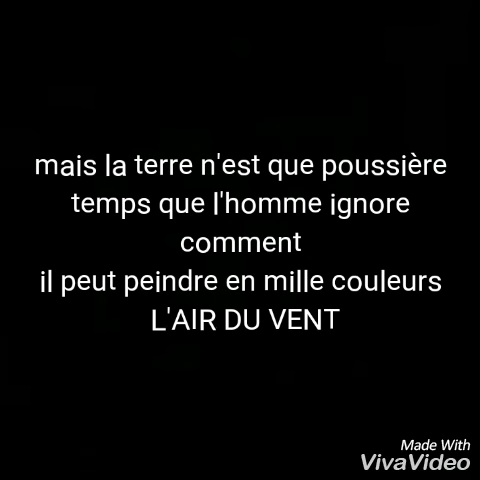 mais la terre n'est que poussière
temps que l'homme ignore
comment
il peut peindre en mille couleurs
L'AIR DU VENT
Made With
VivaVideo